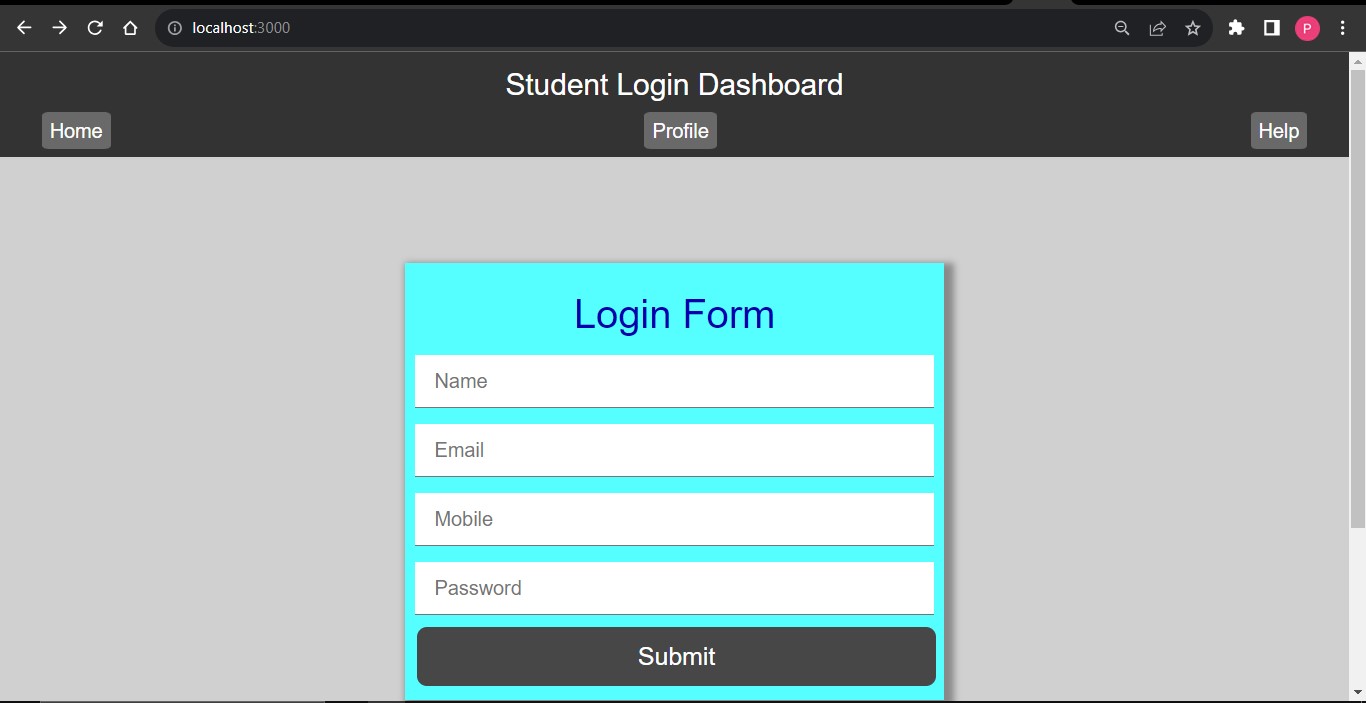 localhost:3000
P
Student Login Dashboard
Home Profile Help
Login Form
Name
Email
Mobile
Password
Submit